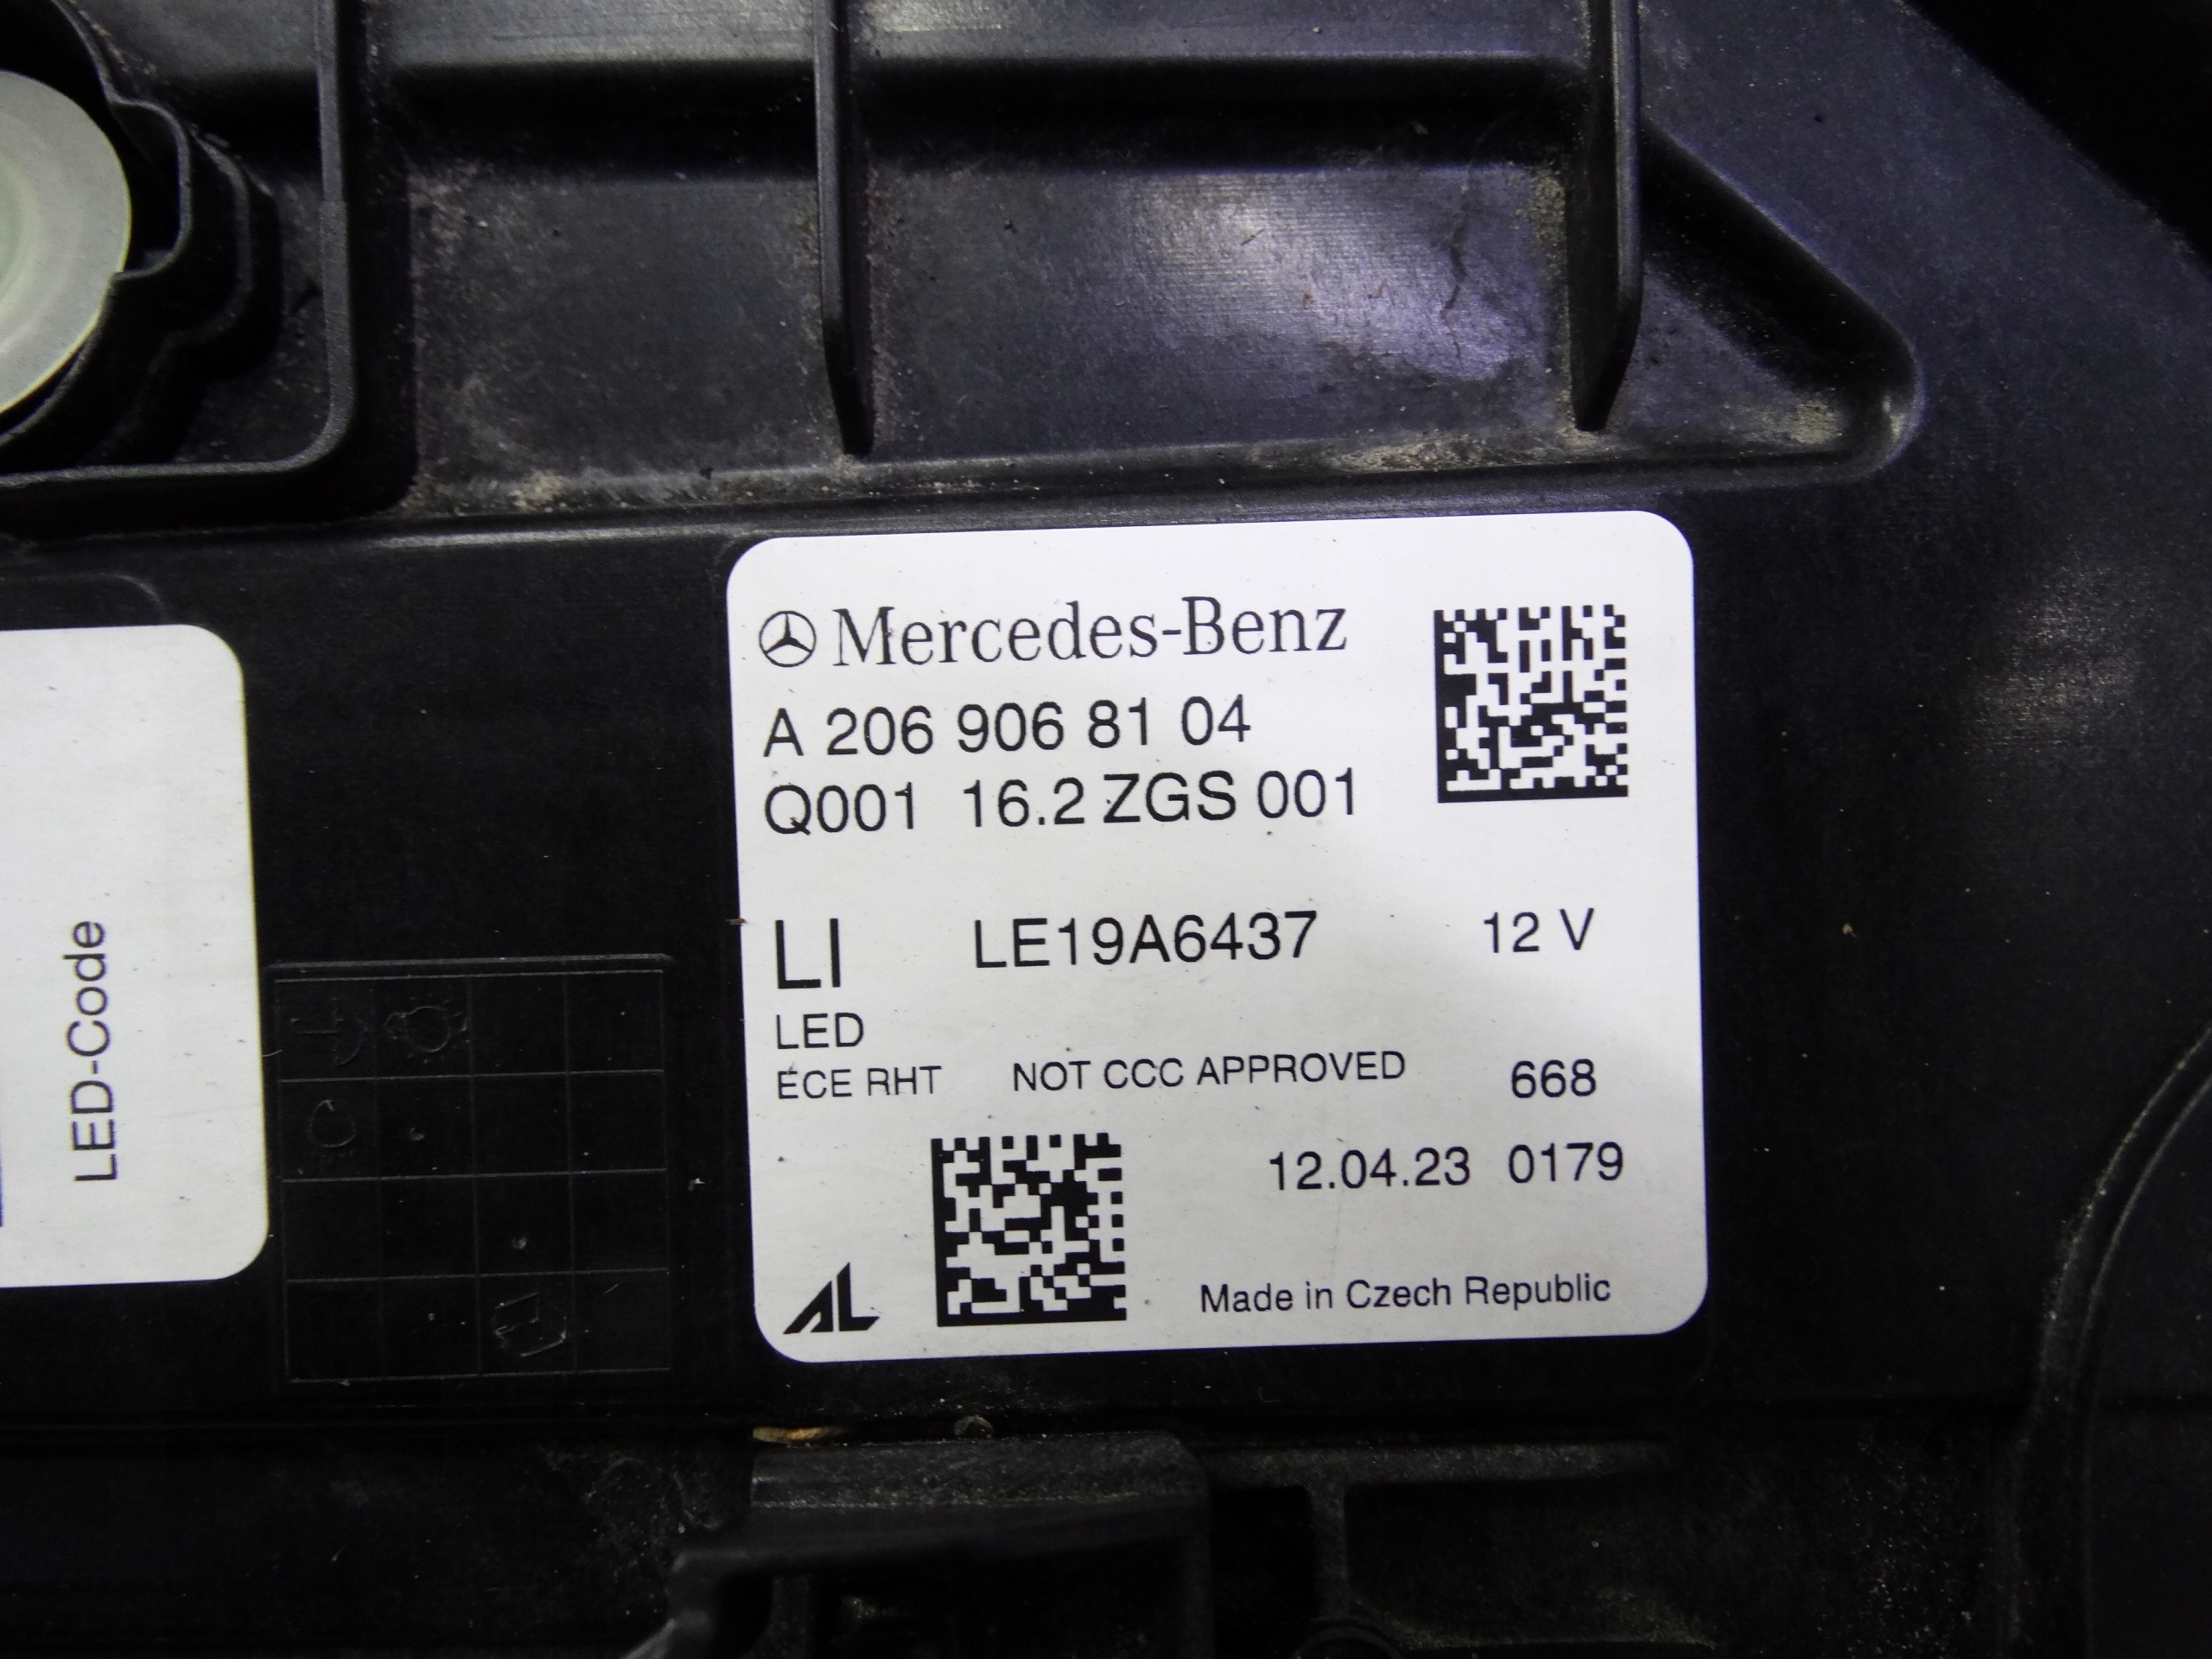 Mercedes-Benz
A 206 906 81 04
Q001 16.2 ZGS 001
LI LE19A6437 12 V
LED
ECE RHT NOT CCC APPROVED 668
12.04.23 0179
AL
Made in Czech Republic
LED-Code